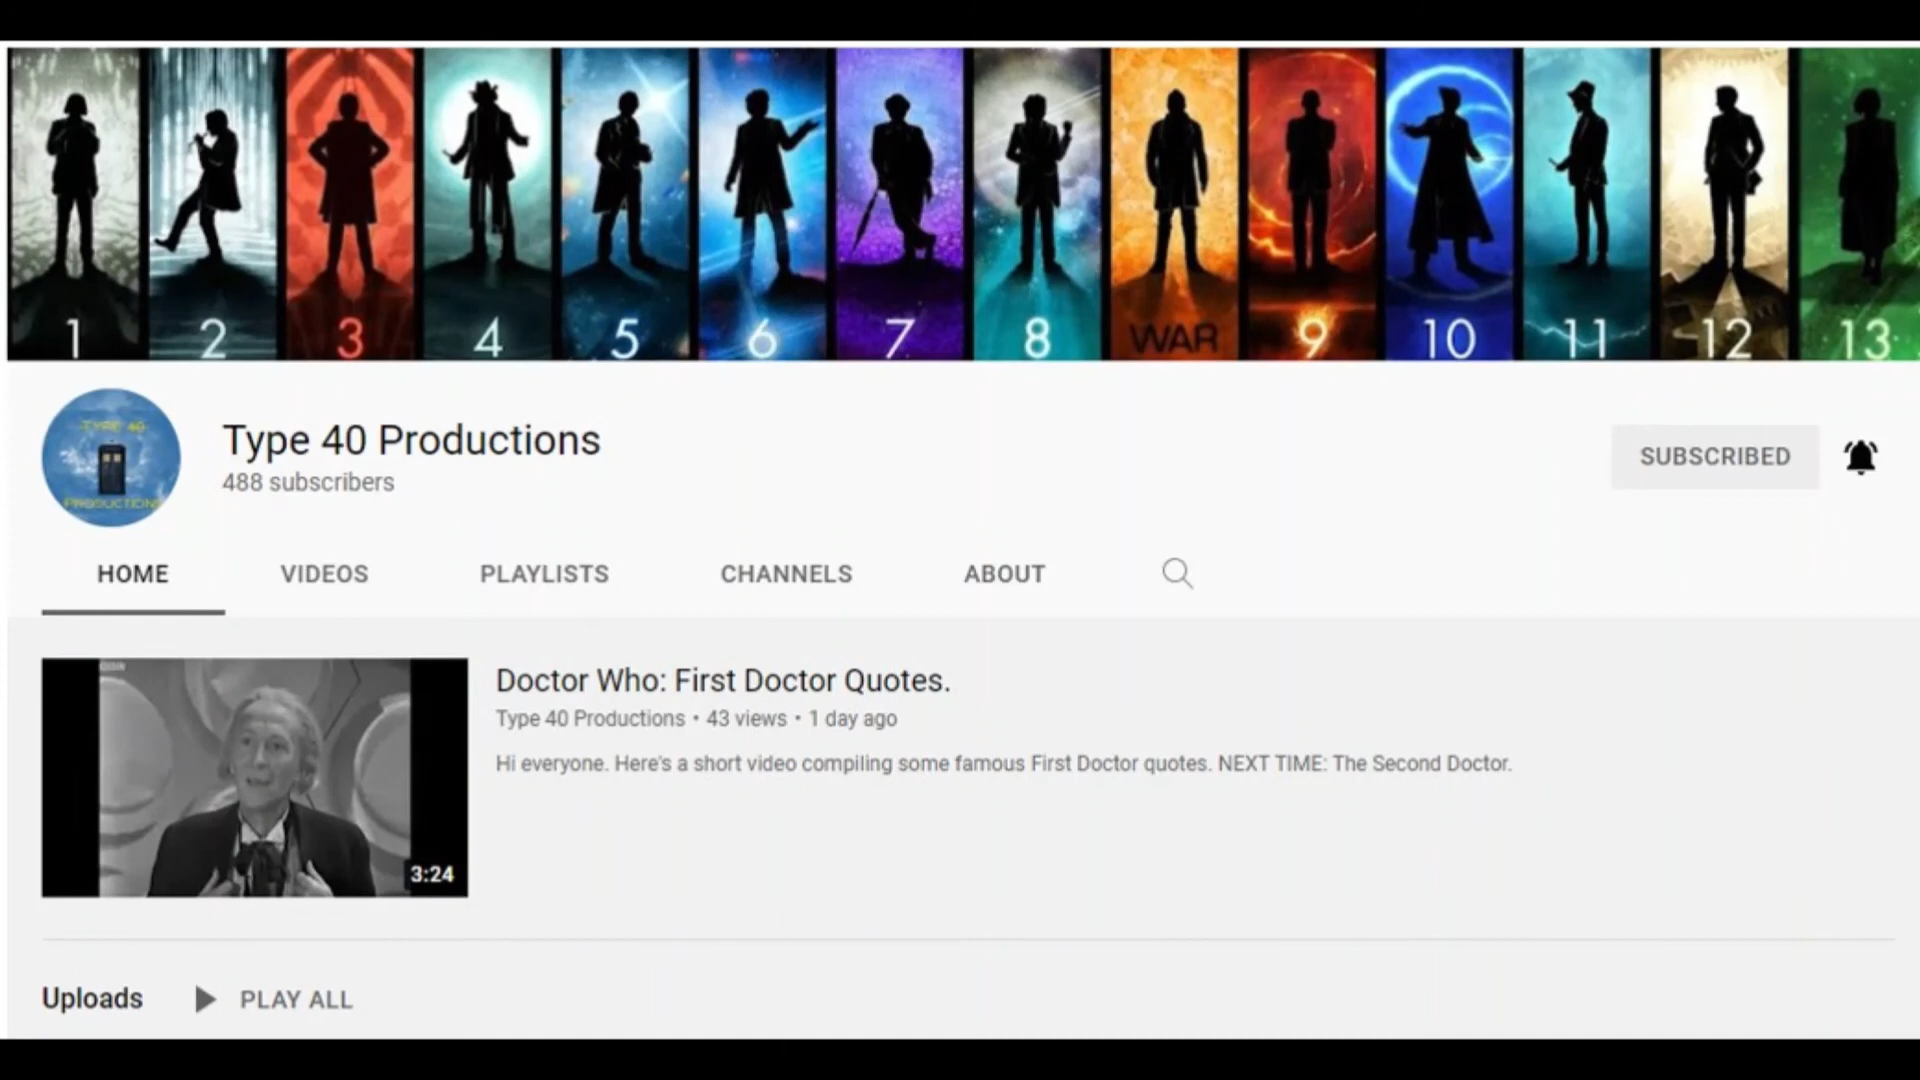 1 2 3 4 5 6 7 8 WAR 9 10 11 12 13
TYPE 40
PRODUCTIONS
Type 40 Productions
488 subscribers
SUBSCRIBED
HOME VIDEOS PLAYLISTS CHANNELS ABOUT
Doctor Who: First Doctor Quotes.
Type 40 Productions • 43 views • 1 day ago
Hi everyone. Here's a short video compiling some famous First Doctor quotes. NEXT TIME: The Second Doctor.
3:24
Uploads PLAY ALL